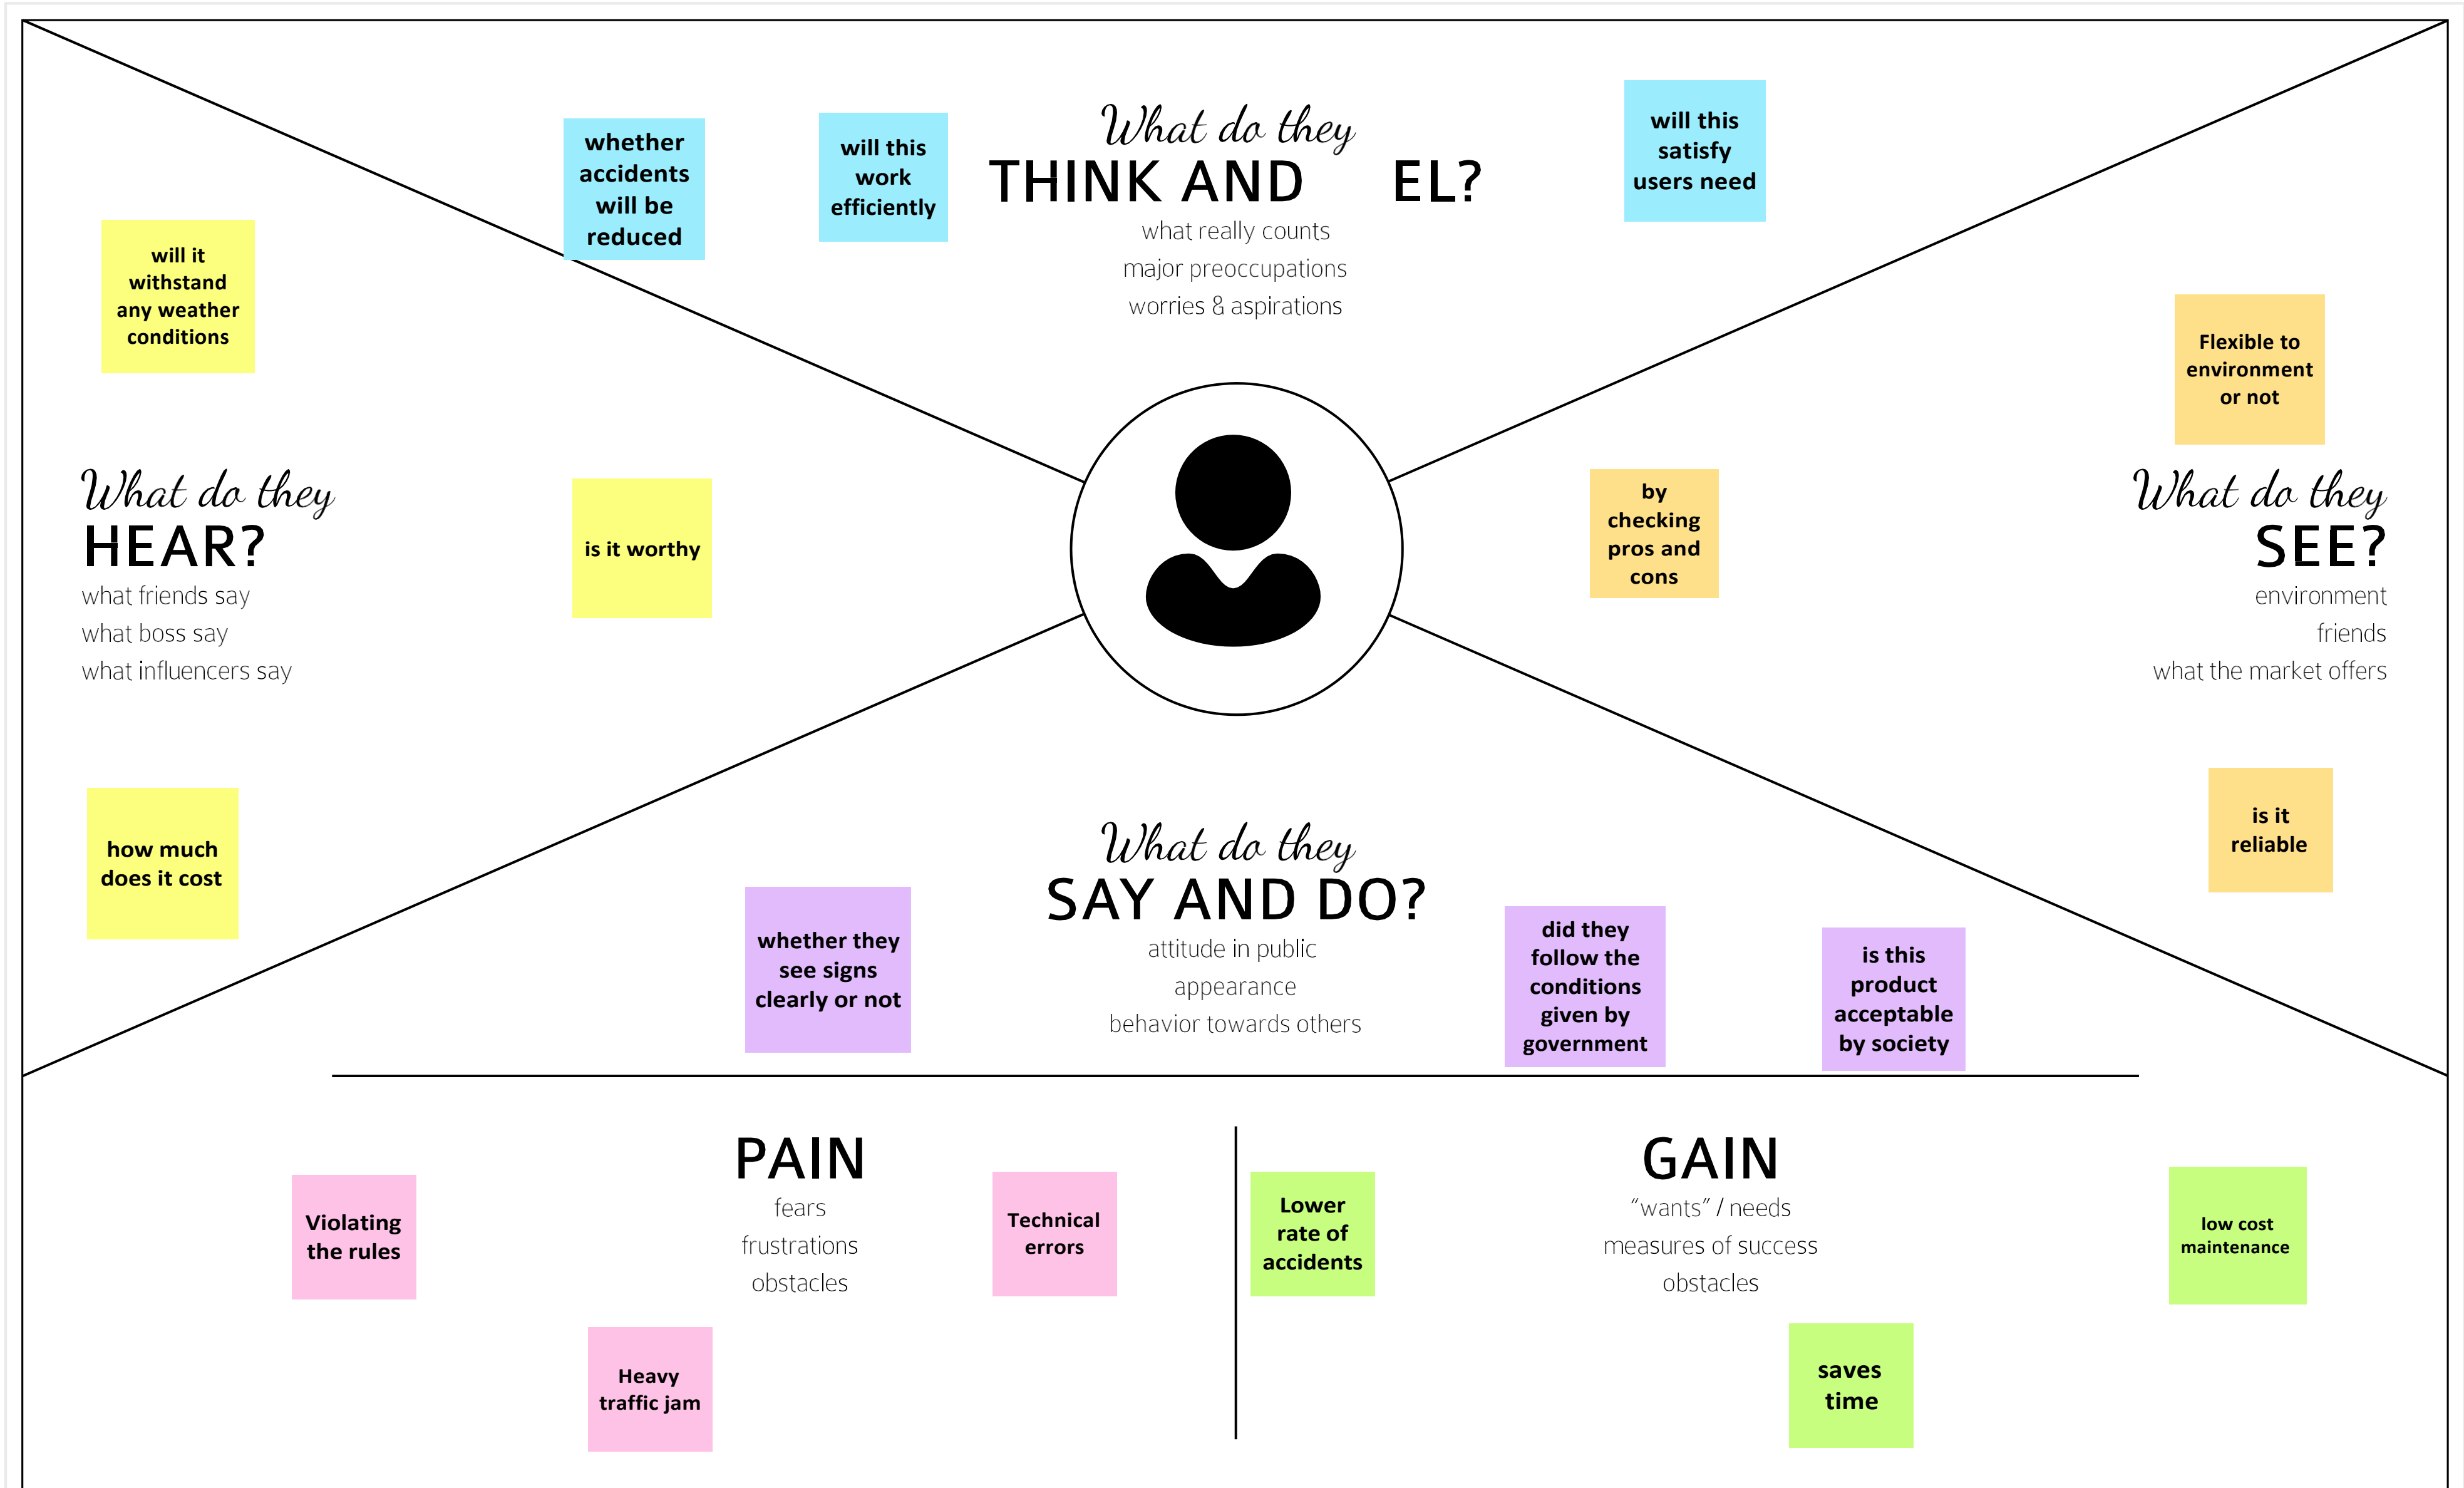 What do they
THINK AND EL?
what really counts
major preoccupations
worries & aspirations
whether
accidents
will be
reduced
will this
work
efficiently
will this
satisfy
users need
What do they
HEAR?
what friends say
what boss say
what influencers say
will it
withstand
any weather
conditions
is it worthy
how much
does it cost
What do they
SEE?
environment
friends
what the market offers
Flexible to
environment
or not
by
checking
pros and
cons
is it
reliable
What do they
SAY AND DO?
attitude in public
appearance
behavior towards others
whether they
see signs
clearly or not
did they
follow the
conditions
given by
government
is this
product
acceptable
by society
PAIN
fears
frustrations
obstacles
Violating
the rules
Heavy
traffic jam
Technical
errors
GAIN
“wants” / needs
measures of success
obstacles
Lower
rate of
accidents
saves
time
low cost
maintenance